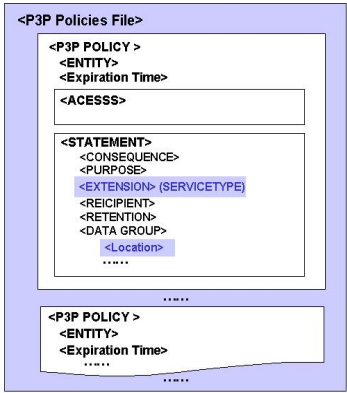 <P3P Policies File>
<P3P POLICY >
<ENTITY>
<Expiration Time>
<ACESSS>
<STATEMENT>
<CONSEQUENCE>
<PURPOSE>
<EXTENSION> (SERVICETYPE)
<REICIPIENT>
<RETENTION>
<DATA GROUP>
<Location>
……
……
<P3P POLICY >
<ENTITY>
<Expiration Time>
……
……